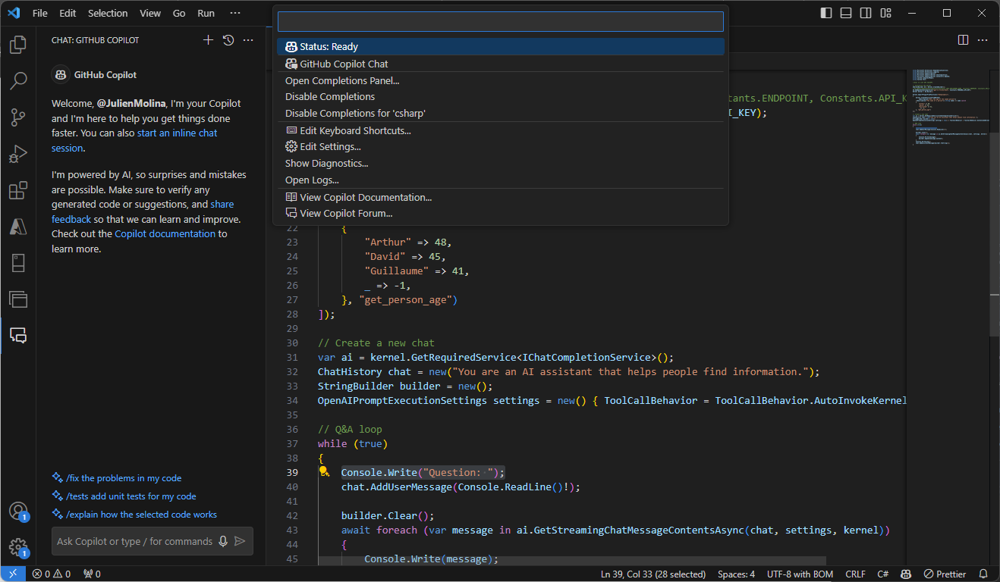 File Edit Selection View Go Run ···
CHAT: GITHUB COPILOT
GitHub Copilot
Welcome, @JulienMolina, I'm your Copilot
and I'm here to help you get things done
faster. You can also start an inline chat
session.
I'm powered by AI, so surprises and mistakes
are possible. Make sure to verify any
generated code or suggestions, and share
feedback so that we can learn and improve.
Check out the Copilot documentation to
learn more.
/fix the problems in my code
/tests add unit tests for my code
/explain how the selected code works
Ask Copilot or type / for commands
1
1
Status: Ready
GitHub Copilot Chat
Open Completions Panel...
Disable Completions
Disable Completions for 'csharp'
Edit Keyboard Shortcuts...
Edit Settings...
Show Diagnostics...
Open Logs...
View Copilot Documentation...
View Copilot Forum...
tants.ENDPOINT, Constants.API_K
I_KEY);
22 {
23 "Arthur" => 48,
24 "David" => 45,
25 "Guillaume" => 41,
26 _ => -1,
27 }, "get_person_age")
28 ]);
29
30 // Create a new chat
31 var ai = kernel.GetRequiredService<IChatCompletionService>();
32 ChatHistory chat = new("You are an AI assistant that helps people find information.");
33 StringBuilder builder = new();
34 OpenAIPromptExecutionSettings settings = new() { ToolCallBehavior = ToolCallBehavior.AutoInvokeKernel
35
36 // Q&A loop
37 while (true)
38 {
39 Console.Write("Question: ");
40 chat.AddUserMessage(Console.ReadLine()!);
41
42 builder.Clear();
43 await foreach (var message in ai.GetStreamingChatMessageContentsAsync(chat, settings, kernel))
44 {
45 Console.Write(message);
0 0 0 Ln 39, Col 33 (28 selected) Spaces: 4 UTF-8 with BOM CRLF C# Prettier